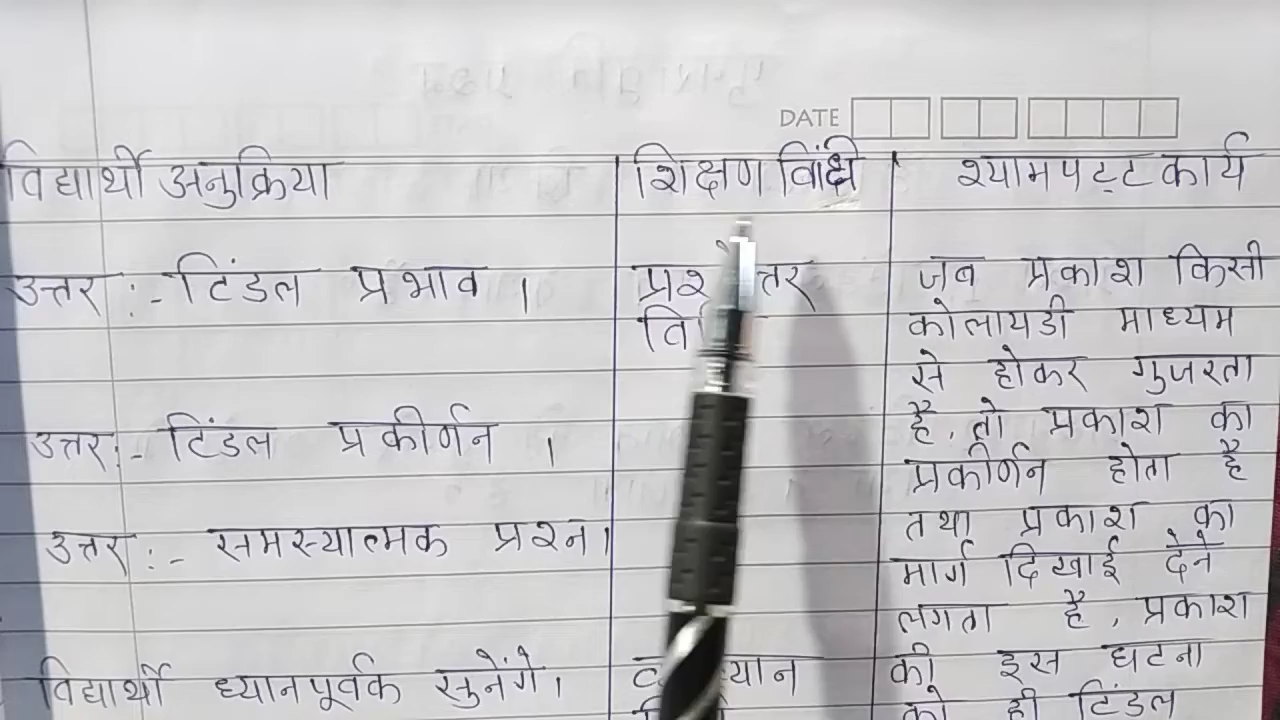 DATE
विद्यार्थी अनुक्रिया
उत्तर :- टिंडल प्रभाव ।
उत्तर :- टिंडल प्रकीर्णन ।
उत्तर :- समस्यात्मक प्रश्न ।
विद्यार्थी ध्यानपूर्वक सुनेंगे ।
शिक्षण विधि
श्यामपट्ट कार्य
जब प्रकाश किसी
कोलायडी माध्यम
से होकर गुजरता
है, तो प्रकाश का
प्रकीर्णन होता है
तथा प्रकाश का
मार्ग दिखाई देने
लगता है, प्रकाश
की इस घटना
को ही टिंडल